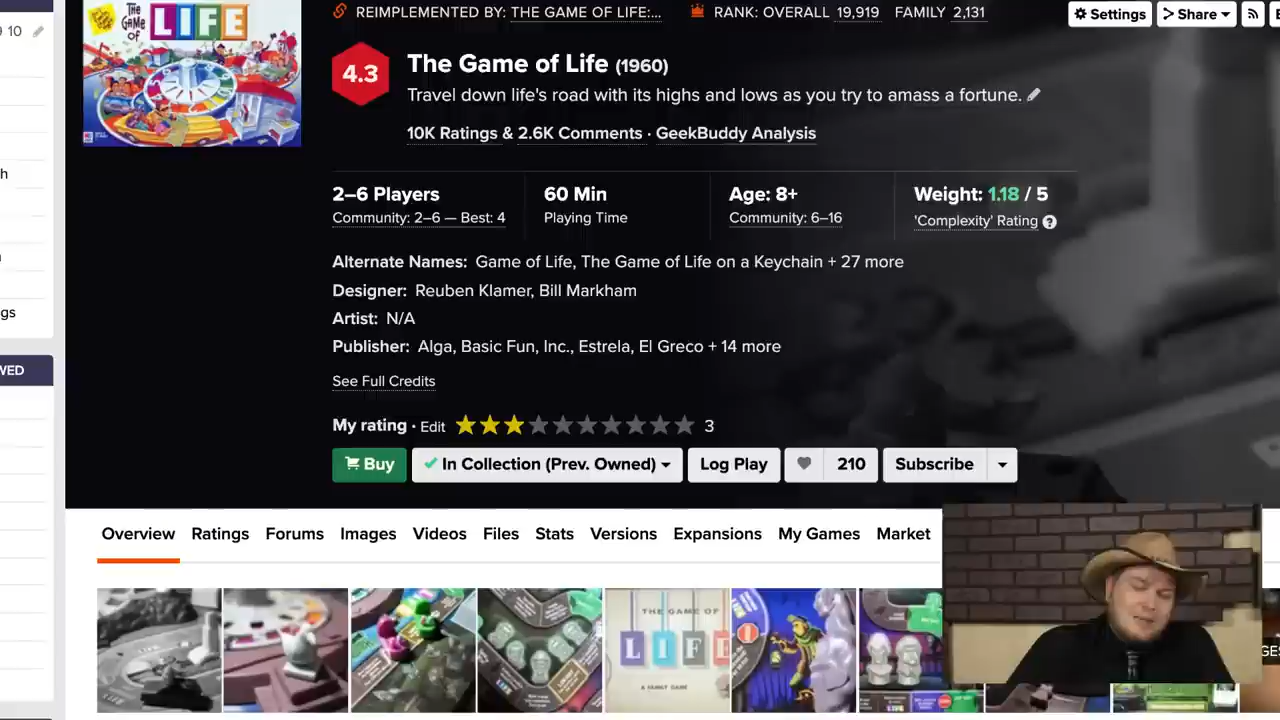 REIMPLEMENTED BY: THE GAME OF LIFE:... RANK: OVERALL 19,919 FAMILY 2,131
Settings Share
9 10
THE GAME OF LIFE
4.3
The Game of Life (1960)
Travel down life's road with its highs and lows as you try to amass a fortune.
10K Ratings & 2.6K Comments · GeekBuddy Analysis
h
2–6 Players 60 Min Age: 8+ Weight: 1.18 / 5
Community: 2–6 — Best: 4 Playing Time Community: 6–16 'Complexity' Rating ?
Alternate Names: Game of Life, The Game of Life on a Keychain + 27 more
Designer: Reuben Klamer, Bill Markham
gs
Artist: N/A
Publisher: Alga, Basic Fun, Inc., Estrela, El Greco + 14 more
WED
See Full Credits
My rating · Edit 3
Buy In Collection (Prev. Owned) Log Play 210 Subscribe
Overview Ratings Forums Images Videos Files Stats Versions Expansions My Games Market
THE GAME OF
LIFE
A FAMILY GAME
LIFE
GES